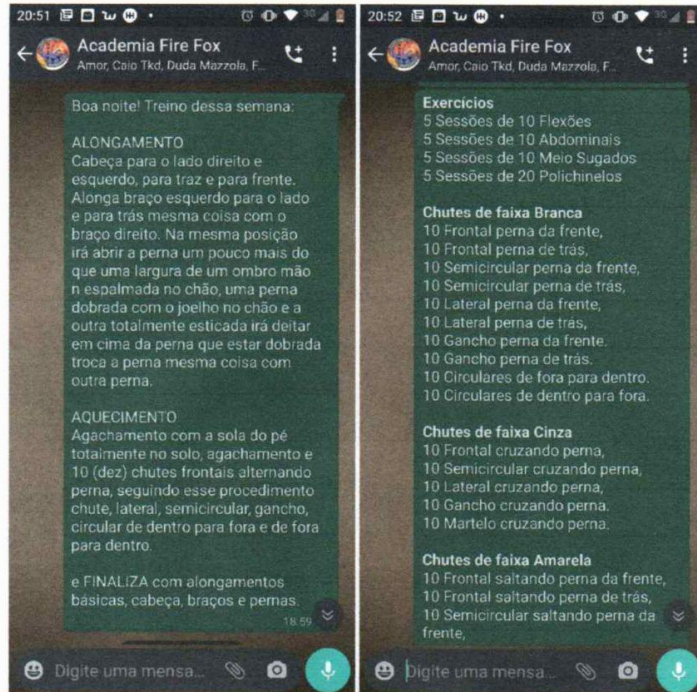 20:51
Academia Fire Fox
Amor, Caio Tkd, Duda Mazzola, F...
Boa noite! Treino dessa semana:
ALONGAMENTO
Cabeça para o lado direito e
esquerdo, para traz e para frente.
Alonga braço esquerdo para o lado
e para trás mesma coisa com o
braço direito. Na mesma posição
irá abrir a perna um pouco mais do
que uma largura de um ombro mão
n espalmada no chão, uma perna
dobrada com o joelho no chão e a
outra totalmente esticada irá deitar
em cima da perna que estar dobrada
troca a perna mesma coisa com
outra perna.
AQUECIMENTO
Agachamento com a sola do pé
totalmente no solo, agachamento e
10 (dez) chutes frontais alternando
perna, seguindo esse procedimento
chute, lateral, semicircular, gancho,
circular de dentro para fora e de fora
para dentro.
e FINALIZA com alongamentos
básicas, cabeça, braços e pernas.
18:59
Digite uma mensa...
20:52
3G
Academia Fire Fox
Amor, Caio Tkd, Duda Mazzola, F...
Exercícios
5 Sessões de 10 Flexões
5 Sessões de 10 Abdominais
5 Sessões de 10 Meio Sugados
5 Sessões de 20 Polichinelos
Chutes de faixa Branca
10 Frontal perna da frente,
10 Frontal perna de trás,
10 Semicircular perna da frente,
10 Semicircular perna de trás,
10 Lateral perna da frente,
10 Lateral perna de trás,
10 Gancho perna da frente.
10 Gancho perna de trás.
10 Circulares de fora para dentro.
10 Circulares de dentro para fora.
Chutes de faixa Cinza
10 Frontal cruzando perna,
10 Semicircular cruzando perna,
10 Lateral cruzando perna,
10 Gancho cruzando perna.
10 Martelo cruzando perna.
Chutes de faixa Amarela
10 Frontal saltando perna da frente,
10 Frontal saltando perna de trás,
10 Semicircular saltando perna da
frente,
Digite uma mensa...